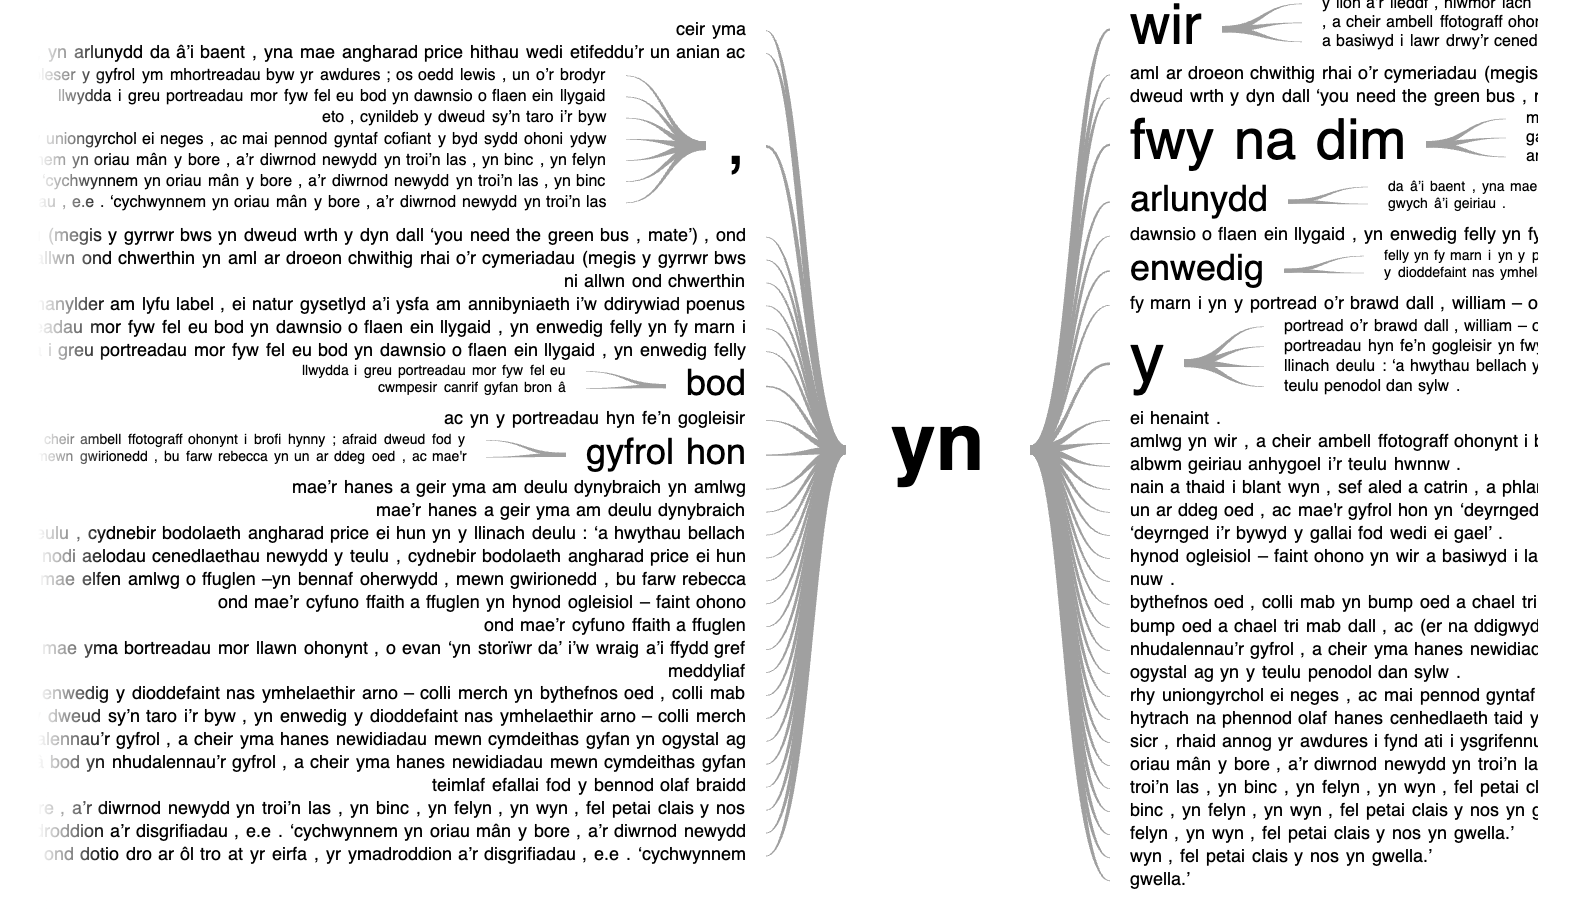 ceir yma
yn arlunydd da â’i baent , yna mae angharad price hithau wedi etifeddu’r un anian ac
y gyfrol ym mhortreadau byw yr awdures ; os oedd lewis , un o’r brodyr
llwydda i greu portreadau mor fyw fel eu bod yn dawnsio o flaen ein llygaid
eto , cynildeb y dweud sy’n taro i’r byw
uniongyrchol ei neges , ac mai pennod gyntaf cofiant y byd sydd ohoni ydyw
yn oriau mân y bore , a’r diwrnod newydd yn troi’n las , yn binc , yn felyn
‘cychwynnem yn oriau mân y bore , a’r diwrnod newydd yn troi’n las , yn binc
, e.e . ‘cychwynnem yn oriau mân y bore , a’r diwrnod newydd yn troi’n las
,
(megis y gyrrwr bws yn dweud wrth y dyn dall ‘you need the green bus , mate’) , ond
ond chwerthin yn aml ar droeon chwithig rhai o’r cymeriadau (megis y gyrrwr bws
ni allwn ond chwerthin
am lyfu label , ei natur gysetlyd a’i ysfa am annibyniaeth i’w ddirywiad poenus
mor fyw fel eu bod yn dawnsio o flaen ein llygaid , yn enwedig felly yn fy marn i
i greu portreadau mor fyw fel eu bod yn dawnsio o flaen ein llygaid , yn enwedig felly
llwydda i greu portreadau mor fyw fel eu
cwmpesir canrif gyfan bron â
bod
ac yn y portreadau hyn fe’n gogleisir
cheir ambell ffotograff ohonynt i brofi hynny ; afraid dweud fod y
gwirionedd , bu farw rebecca yn un ar ddeg oed , ac mae’r
gyfrol hon
mae’r hanes a geir yma am deulu dynybraich yn amlwg
mae’r hanes a geir yma am deulu dynybraich
, cydnebir bodolaeth angharad price ei hun yn y llinach deulu : ‘a hwythau bellach
nodi aelodau cenedlaethau newydd y teulu , cydnebir bodolaeth angharad price ei hun
mae elfen amlwg o ffuglen –yn bennaf oherwydd , mewn gwirionedd , bu farw rebecca
ond mae’r cyfuno ffaith a ffuglen yn hynod ogleisiol – faint ohono
ond mae’r cyfuno ffaith a ffuglen
mae yma bortreadau mor llawn ohonynt , o evan ‘yn storïwr da’ i’w wraig a’i ffydd gref
meddyliaf
enwedig y dioddefaint nas ymhelaethir arno – colli merch yn bythefnos oed , colli mab
dweud sy’n taro i’r byw , yn enwedig y dioddefaint nas ymhelaethir arno – colli merch
gyfrol , a cheir yma hanes newidiadau mewn cymdeithas gyfan yn ogystal ag
bod yn nhudalennau’r gyfrol , a cheir yma hanes newidiadau mewn cymdeithas gyfan
teimlaf efallai fod y bennod olaf braidd
, a’r diwrnod newydd yn troi’n las , yn binc , yn felyn , yn wyn , fel petai clais y nos
a’r disgrifiadau , e.e . ‘cychwynnem yn oriau mân y bore , a’r diwrnod newydd
ond dotio dro ar ôl tro at yr eirfa , yr ymadroddion a’r disgrifiadau , e.e . ‘cychwynnem
yn
wir
, a cheir ambell ffotograff
a basiwyd i lawr drwy’r
aml ar droeon chwithig rhai o’r cymeriadau (megis
dweud wrth y dyn dall ‘you need the green bus ,
fwy na dim
arlunydd
da â’i baent , yna mae
gwych â’i geiriau .
dawnsio o flaen ein llygaid , yn enwedig felly yn
enwedig
felly yn fy marn i yn y
y dioddefaint nas
fy marn i yn y portread o’r brawd dall , william –
y
portread o’r brawd dall , william –
portreadau hyn fe’n gogleisir yn
llinach deulu : ‘a hwythau bellach
teulu penodol dan sylw .
ei henaint .
amlwg yn wir , a cheir ambell ffotograff ohonynt i
albwm geiriau anhygoel i’r teulu hwnnw .
nain a thaid i blant wyn , sef aled a catrin , a
un ar ddeg oed , ac mae'r gyfrol hon yn ‘deyrnged
‘deyrnged i’r bywyd y gallai fod wedi ei gael’ .
hynod ogleisiol – faint ohono yn wir a basiwyd i
nuw .
bythefnos oed , colli mab yn bump oed a chael tri
bump oed a chael tri mab dall , ac (er na
nhudalennau’r gyfrol , a cheir yma hanes
ogystal ag yn y teulu penodol dan sylw .
rhy uniongyrchol ei neges , ac mai pennod gyntaf
hytrach na phennod olaf hanes cenhedlaeth taid y
sicr , rhaid annog yr awdures i fynd ati i
oriau mân y bore , a’r diwrnod newydd yn troi’n
troi’n las , yn binc , yn felyn , yn wyn , fel petai
binc , yn felyn , yn wyn , fel petai clais y nos yn
felyn , yn wyn , fel petai clais y nos yn gwella.’
wyn , fel petai clais y nos yn gwella.’
gwella.’